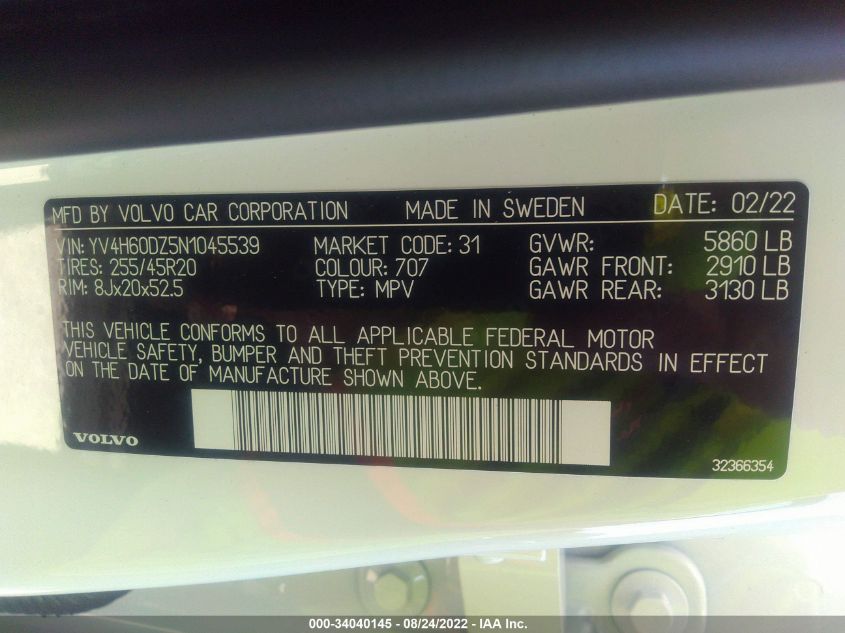 MFD BY VOLVO CAR CORPORATION MADE IN SWEDEN DATE: 02/22
VIN: YV4H60DZ5N1045539 MARKET CODE: 31 GVWR: 5860 LB
TIRES: 255/45R20 COLOUR: 707 GAWR FRONT: 2910 LB
RIM: 8Jx20x52.5 TYPE: MPV GAWR REAR: 3130 LB
THIS VEHICLE CONFORMS TO ALL APPLICABLE FEDERAL MOTOR
VEHICLE SAFETY, BUMPER AND THEFT PREVENTION STANDARDS IN EFFECT
ON THE DATE OF MANUFACTURE SHOWN ABOVE.
VOLVO
32366354
000-34040145 - 08/24/2022 - IAA Inc.